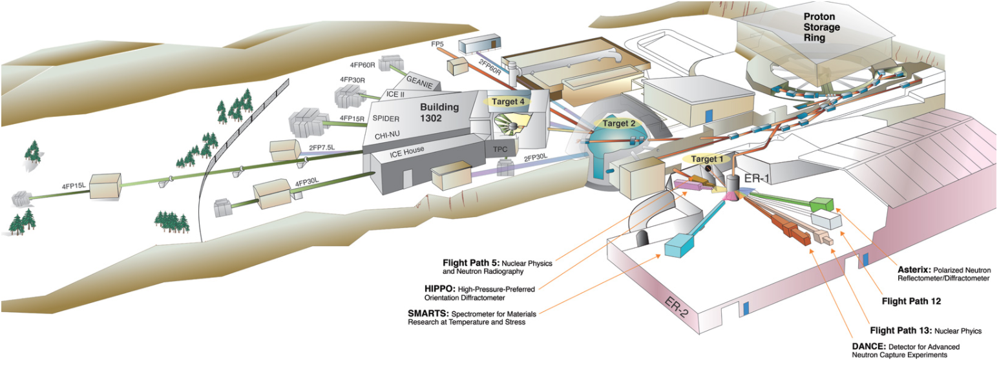 Proton
Storage
Ring
FP5
2FP60R
4FP60R
GEANIE
4FP30R
ICE II
Building
1302
Target 4
4FP15R
SPIDER
CHI-NU
Target 2
2FP7.5L
ICE House
TPC
2FP30L
Target 1
ER-1
4FP15L
4FP30L
Flight Path 5: Nuclear Physics
and Neutron Radiography
HIPPO: High-Pressure-Preferred
Orientation Diffractometer
SMARTS: Spectrometer for Materials
Research at Temperature and Stress
ER-2
Asterix: Polarized Neutron
Reflectometer/Diffractometer
Flight Path 12
Flight Path 13: Nuclear Phyics
DANCE: Detector for Advanced
Neutron Capture Experiments